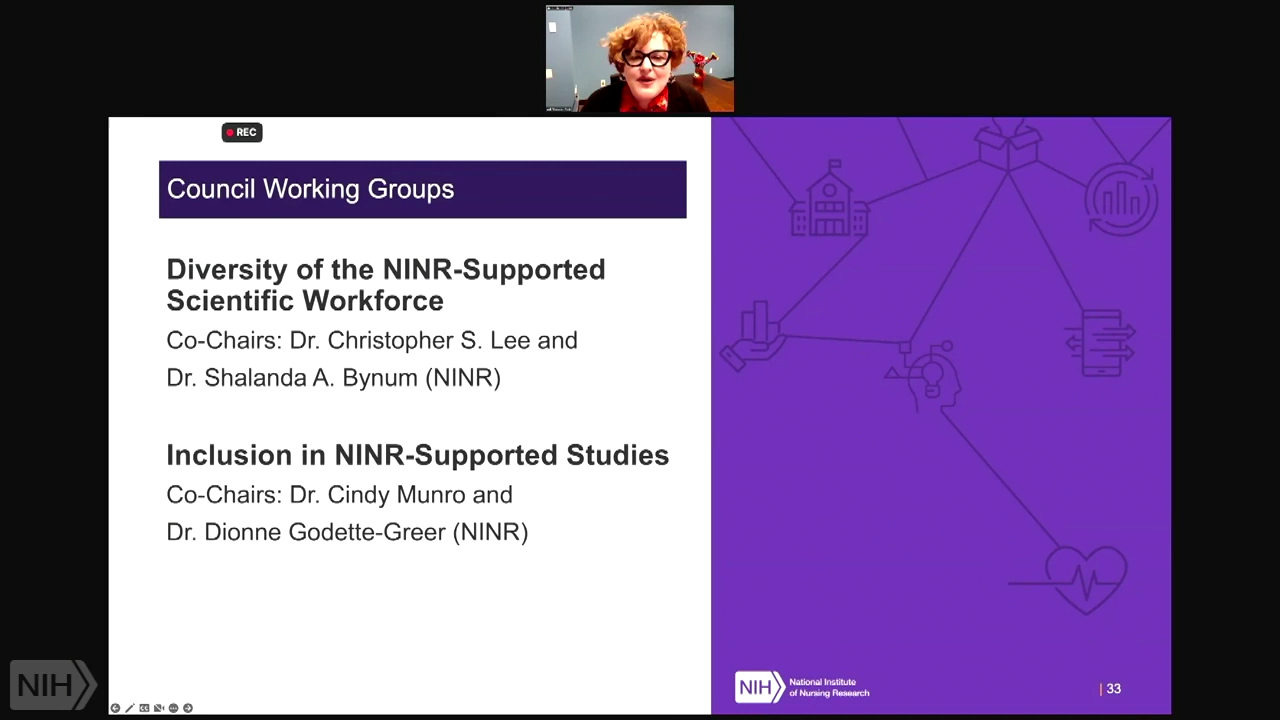 REC
Council Working Groups
Diversity of the NINR-Supported
Scientific Workforce
Co-Chairs: Dr. Christopher S. Lee and
Dr. Shalanda A. Bynum (NINR)
Inclusion in NINR-Supported Studies
Co-Chairs: Dr. Cindy Munro and
Dr. Dionne Godette-Greer (NINR)
NIH
National Institute
of Nursing Research
| 33
NIH